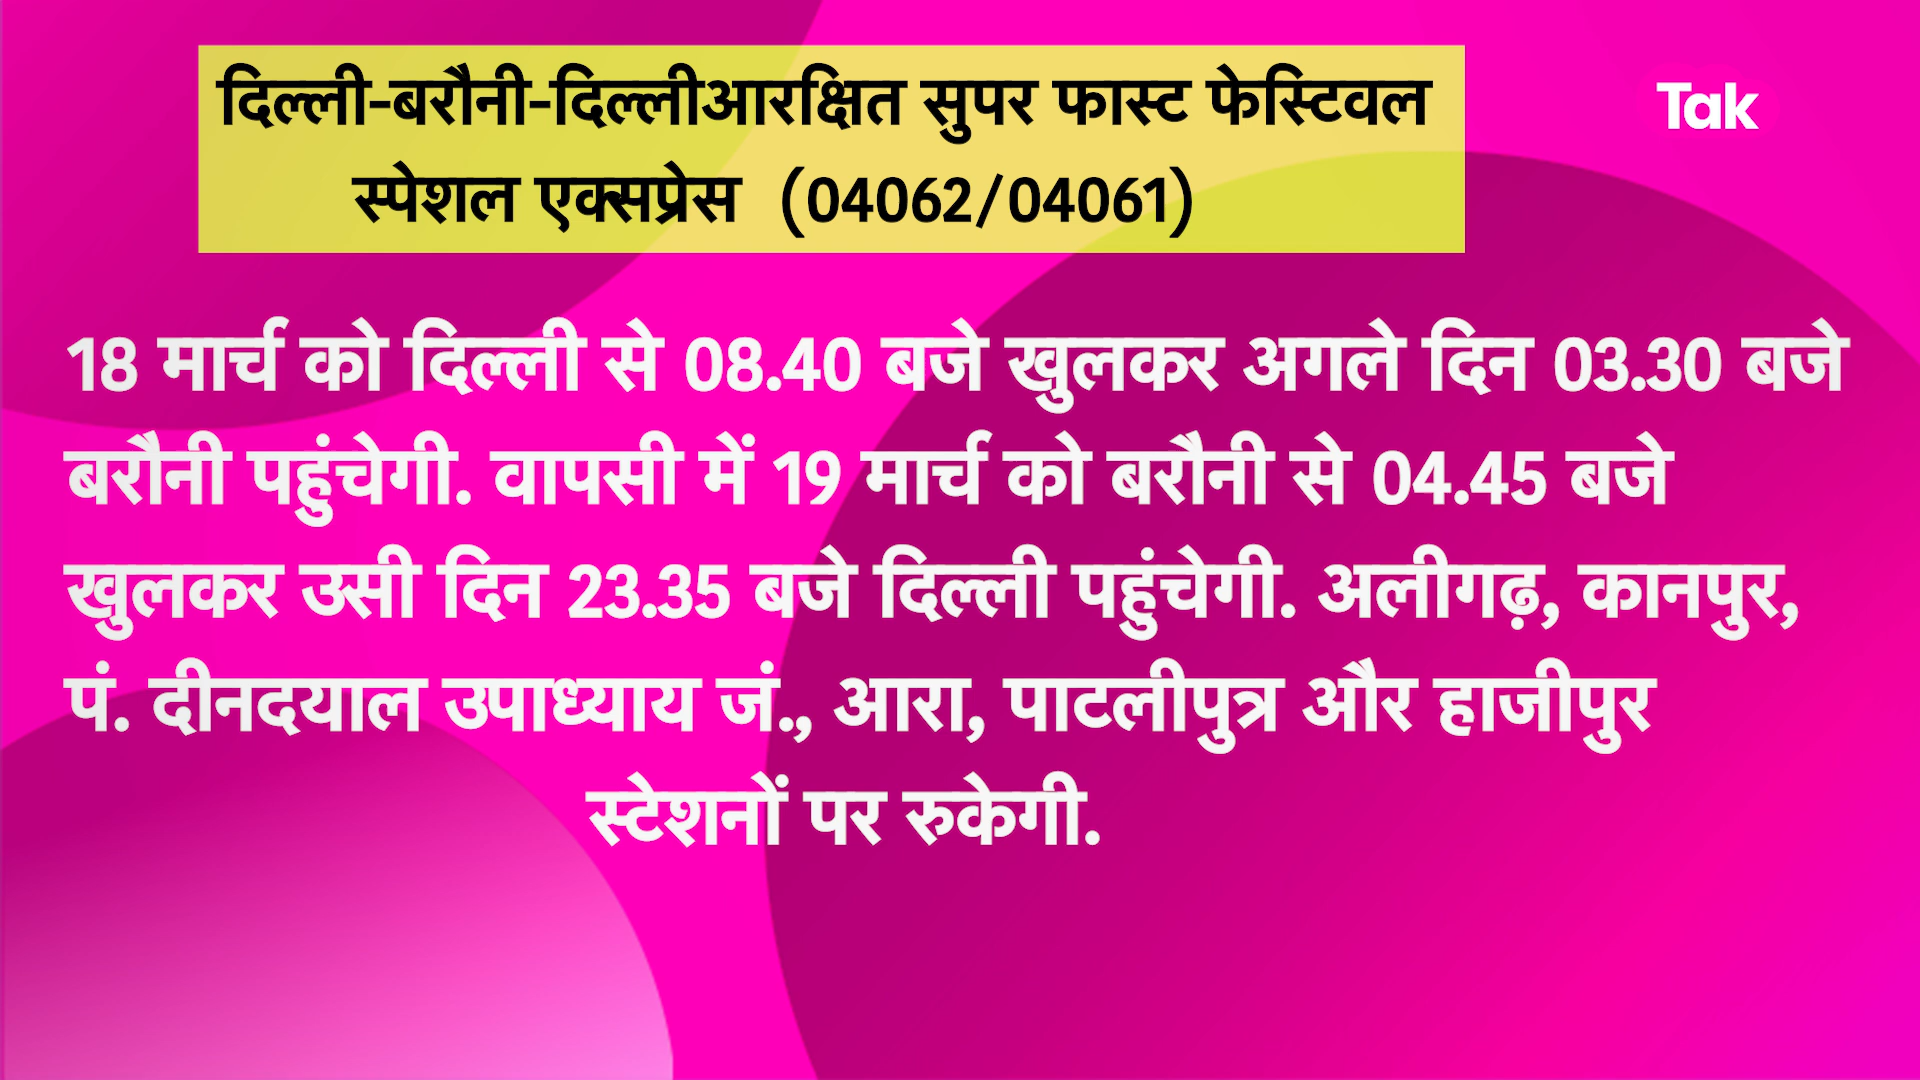 दिल्ली-बरौनी-दिल्लीआरक्षित सुपर फास्ट फेस्टिवल
स्पेशल एक्सप्रेस (04062/04061)
Tak
18 मार्च को दिल्ली से 08.40 बजे खुलकर अगले दिन 03.30 बजे
बरौनी पहुंचेगी. वापसी में 19 मार्च को बरौनी से 04.45 बजे
खुलकर उसी दिन 23.35 बजे दिल्ली पहुंचेगी. अलीगढ़, कानपुर,
पं. दीनदयाल उपाध्याय जं., आरा, पाटलीपुत्र और हाजीपुर
स्टेशनों पर रुकेगी.